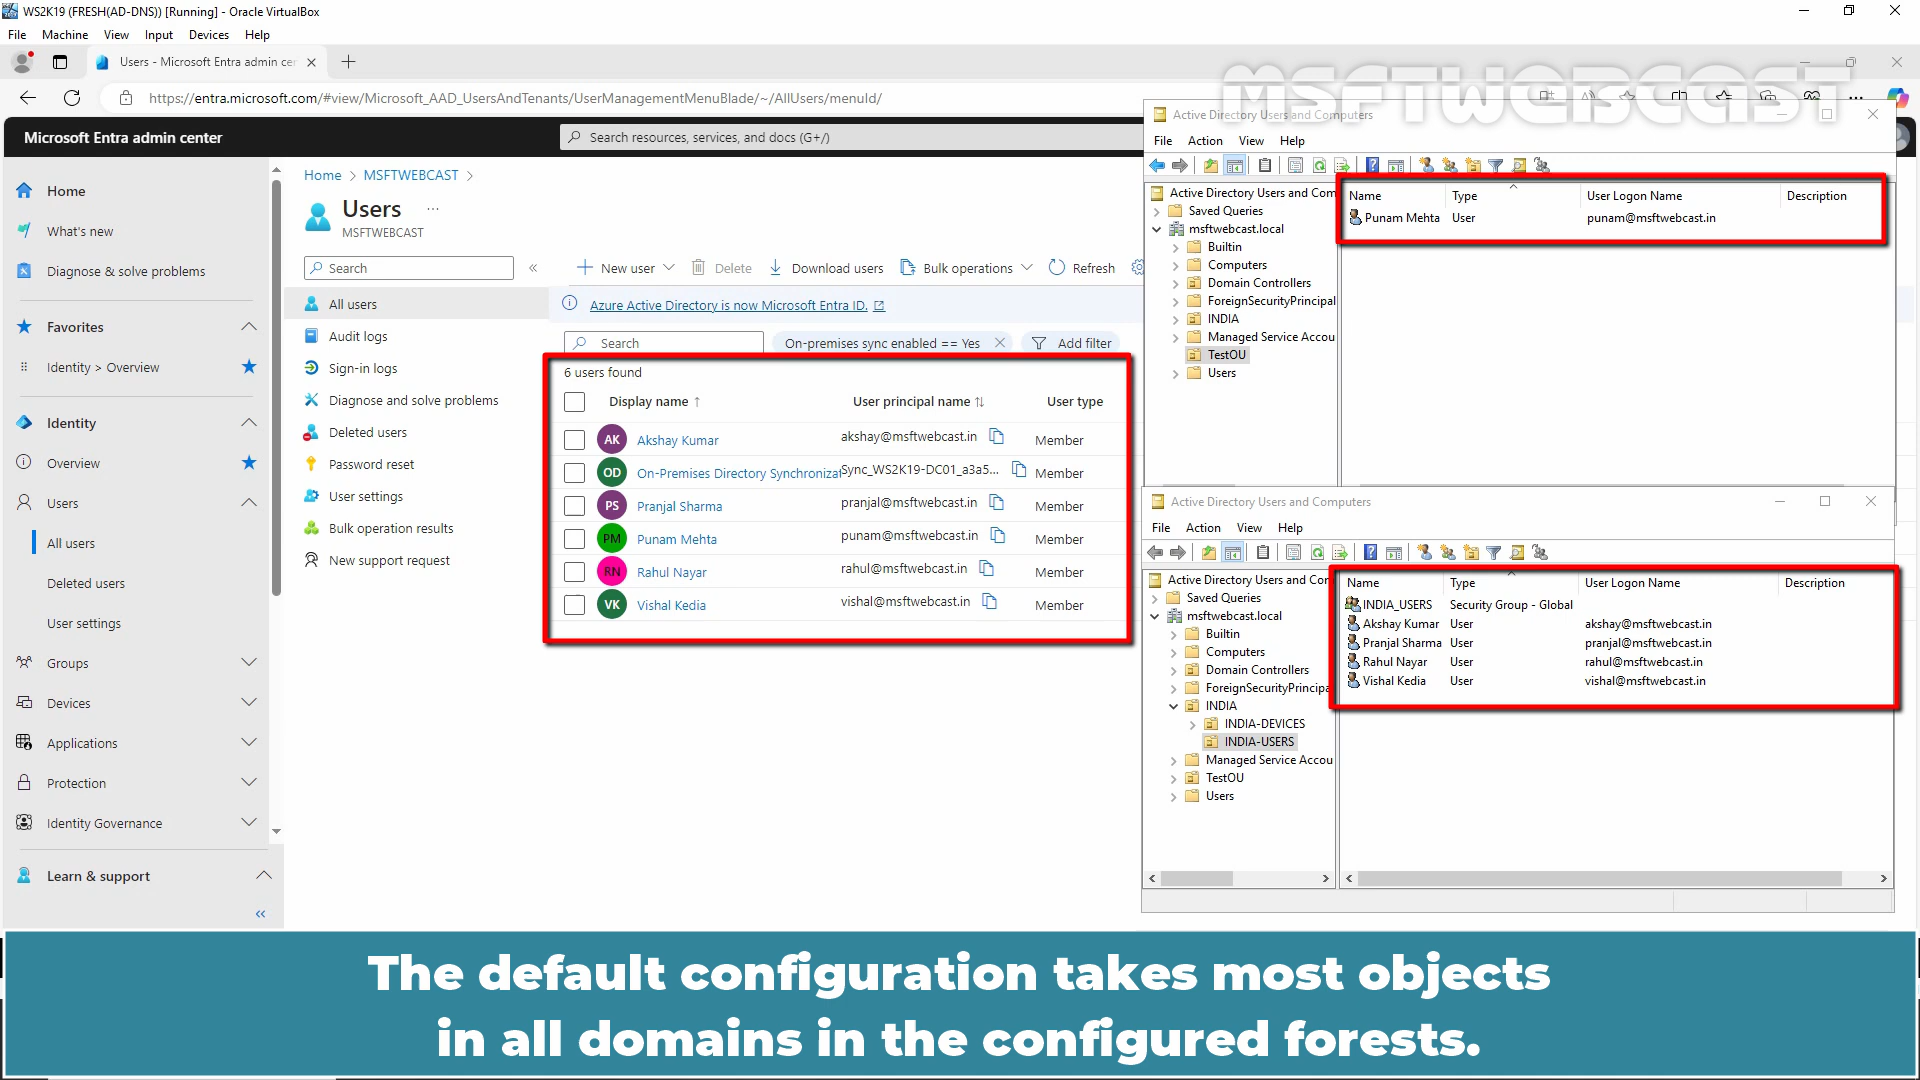 WS2K19 (FRESH(AD-DNS)) [Running] - Oracle VirtualBox
File Machine View Input Devices Help
Users - Microsoft Entra admin cer
https://entra.microsoft.com/#view/Microsoft_AAD_UsersAndTenants/UserManagementMenuBlade/~/AllUsers/menuId/
MSFTWEBCAST
Microsoft Entra admin center
Search resources, services, and docs (G+/)
Home
What's new
Diagnose & solve problems
Favorites
Identity > Overview
Identity
Overview
Users
All users
Deleted users
User settings
Groups
Devices
Applications
Protection
Identity Governance
Learn & support
Home > MSFTWEBCAST >
Users ...
MSFTWEBCAST
Search
All users
Audit logs
Sign-in logs
Diagnose and solve problems
Deleted users
Password reset
User settings
Bulk operation results
New support request
New user Delete Download users Bulk operations Refresh
Azure Active Directory is now Microsoft Entra ID.
Search On-premises sync enabled == Yes Add filter
6 users found
Display name User principal name User type
AK Akshay Kumar akshay@msftwebcast.in Member
OD On-Premises Directory Synchronizat Sync_WS2K19-DC01_a3a5... Member
PS Pranjal Sharma pranjal@msftwebcast.in Member
PM Punam Mehta punam@msftwebcast.in Member
RN Rahul Nayar rahul@msftwebcast.in Member
VK Vishal Kedia vishal@msftwebcast.in Member
Active Directory Users and Computers
File Action View Help
Active Directory Users and Com
Saved Queries
msftwebcast.local
Builtin
Computers
Domain Controllers
ForeignSecurityPrincipal
INDIA
Managed Service Accou
TestOU
Users
Name Type User Logon Name Description
Punam Mehta User punam@msftwebcast.in
Active Directory Users and Computers
File Action View Help
Active Directory Users and Con
Saved Queries
msftwebcast.local
Builtin
Computers
Domain Controllers
ForeignSecurityPrincipa
INDIA
INDIA-DEVICES
INDIA-USERS
Managed Service Accou
TestOU
Users
Name Type User Logon Name Description
INDIA_USERS Security Group - Global
Akshay Kumar User akshay@msftwebcast.in
Pranjal Sharma User pranjal@msftwebcast.in
Rahul Nayar User rahul@msftwebcast.in
Vishal Kedia User vishal@msftwebcast.in
The default configuration takes most objects
in all domains in the configured forests.